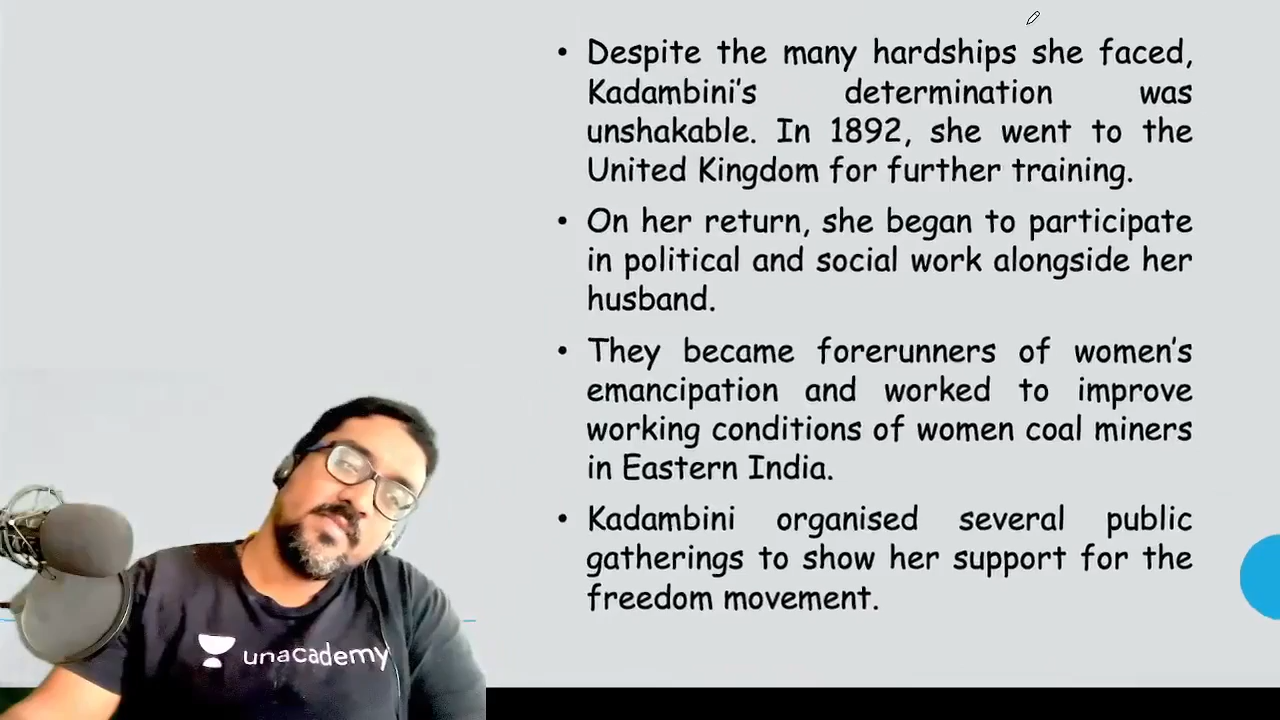 • Despite the many hardships she faced,
Kadambini's determination was
unshakable. In 1892, she went to the
United Kingdom for further training.
• On her return, she began to participate
in political and social work alongside her
husband.
• They became forerunners of women's
emancipation and worked to improve
working conditions of women coal miners
in Eastern India.
• Kadambini organised several public
gatherings to show her support for the
freedom movement.
unacademy